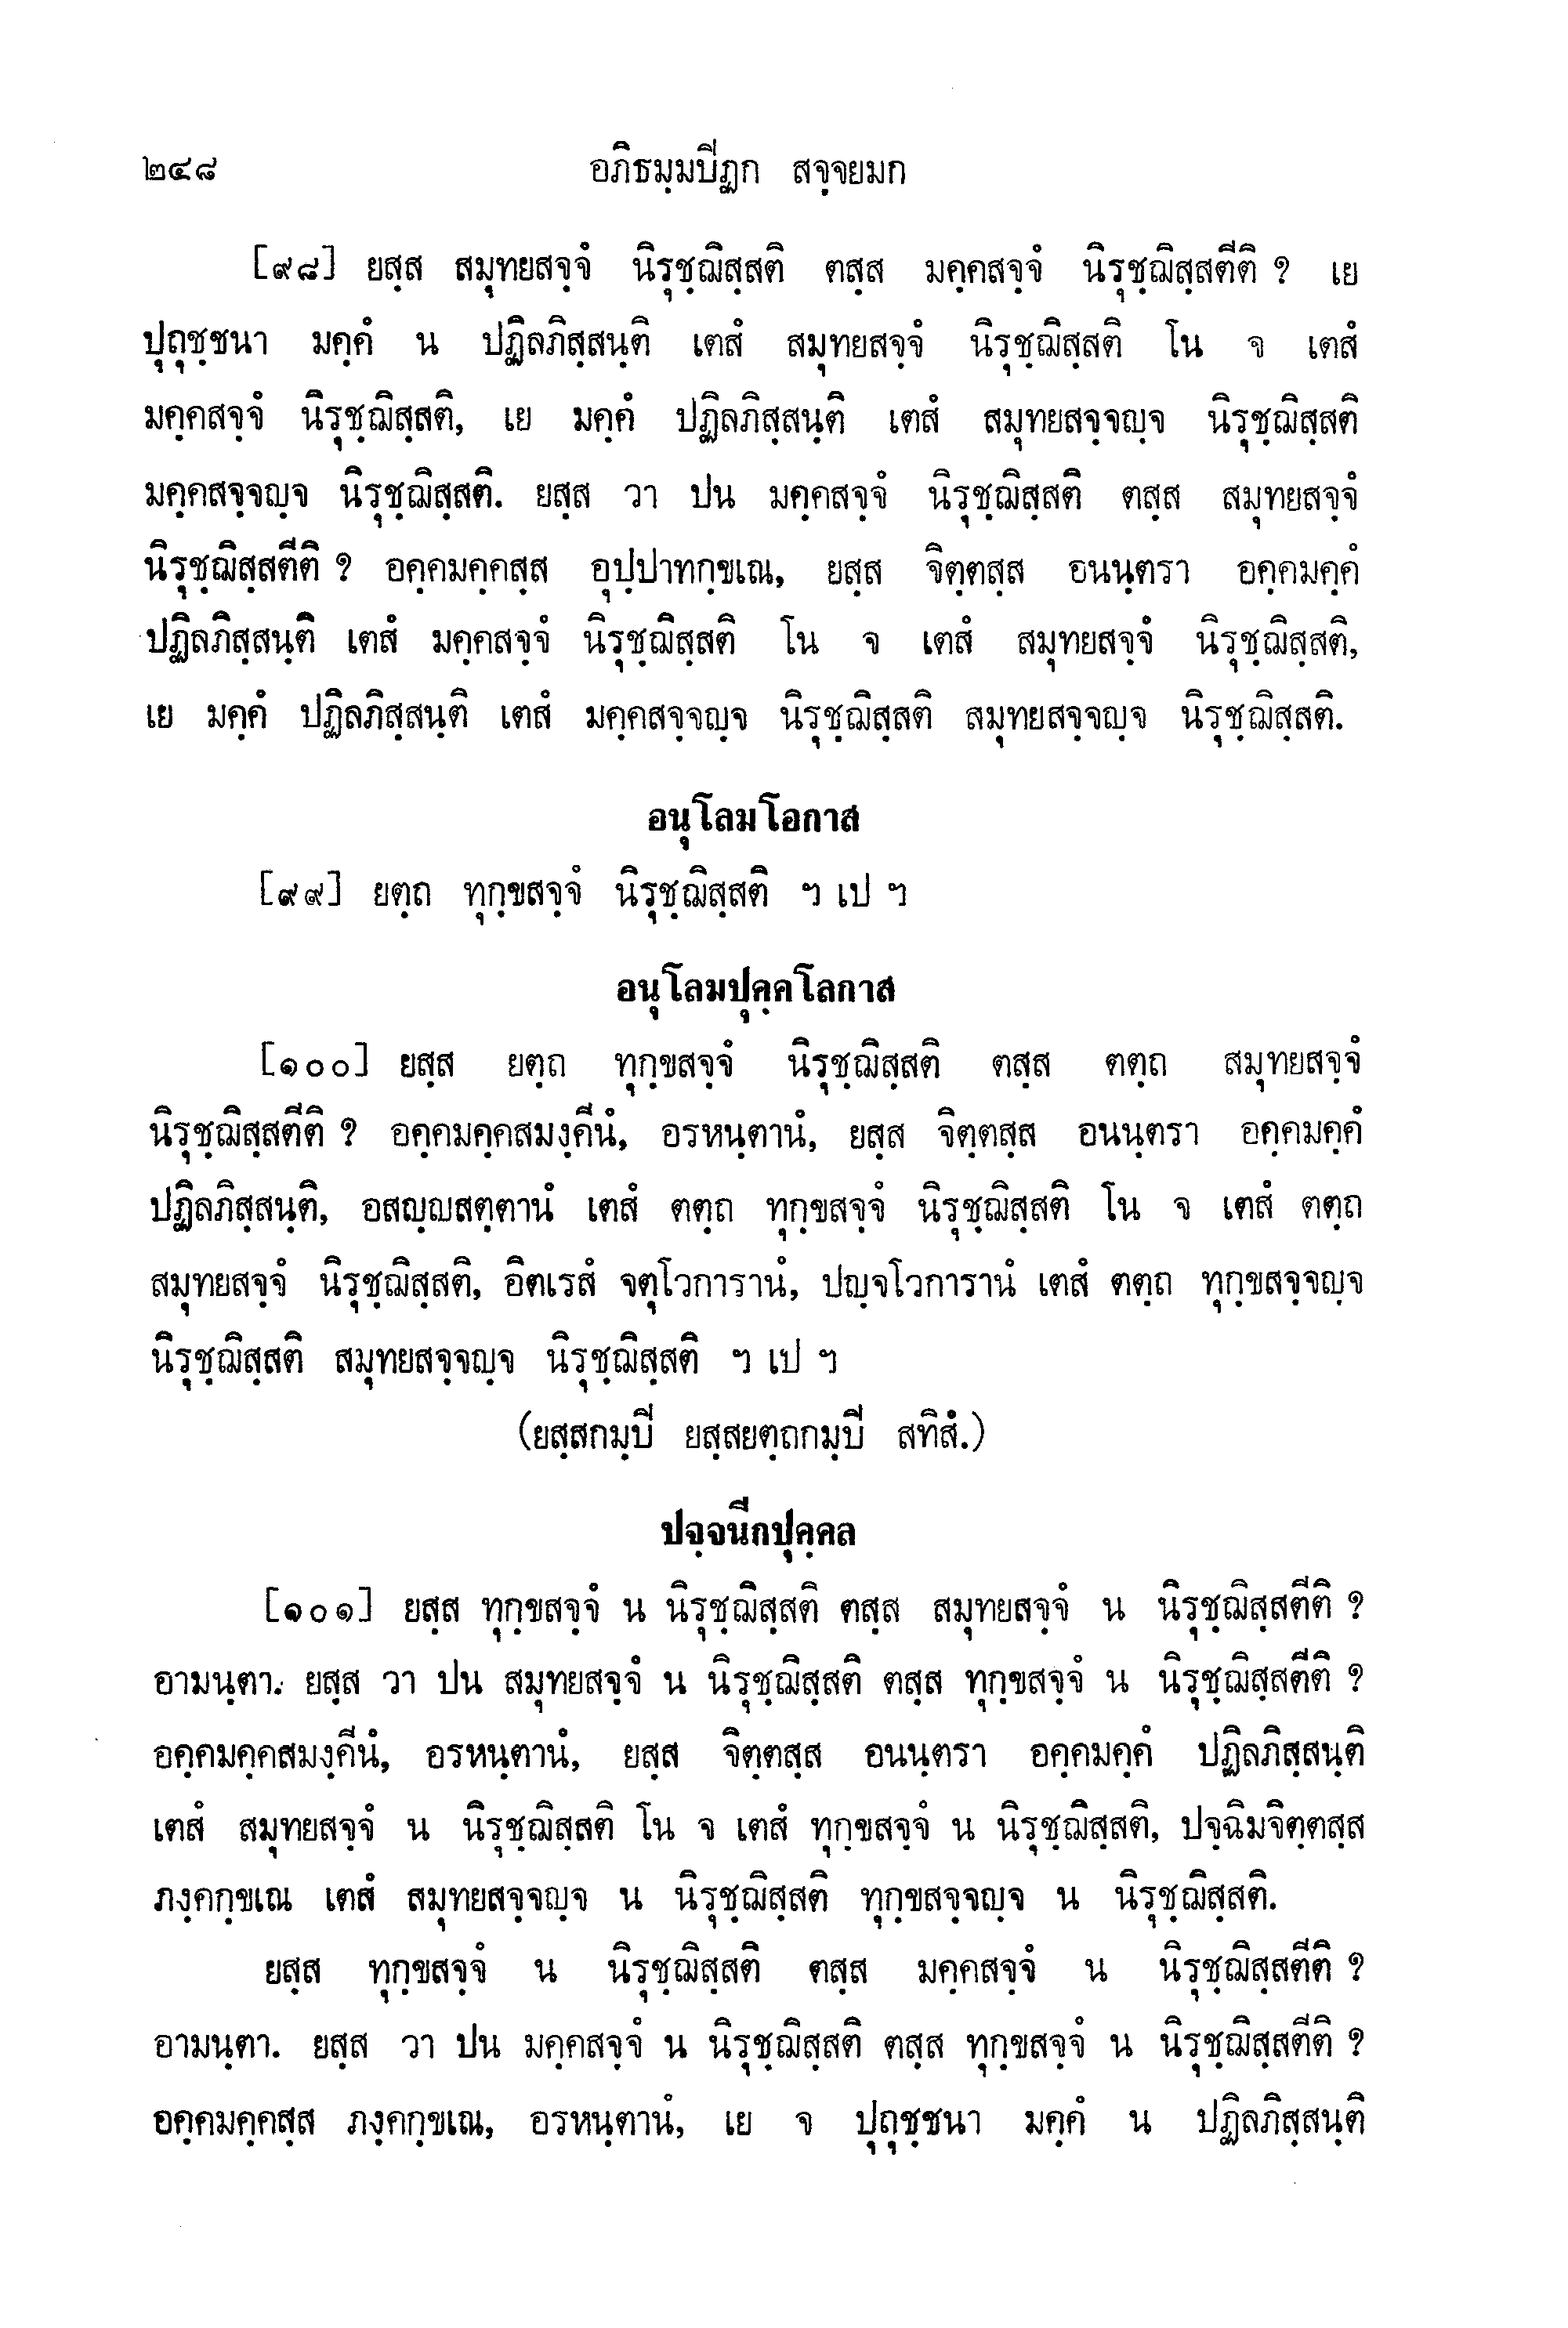 ๒๔๘ อภิธมฺมปิฏก สจฺจยมก
[๙๘] ยสฺส สมุทยสจฺจํ นิรุชฺฌิสฺสติ ตสฺส มคฺคสจฺจํ นิรุชฺฌิสฺสตีติ ? เย
ปุถุชฺชนา มคฺคํ น ปฏิลภิสฺสนฺติ เตสํ สมุทยสจฺจํ นิรุชฺฌิสฺสติ โน จ เตสํ
มคฺคสจฺจํ นิรุชฺฌิสฺสติ, เย มคฺคํ ปฏิลภิสฺสนฺติ เตสํ สมุทยสจฺจญฺจ นิรุชฺฌิสฺสติ
มคฺคสจฺจญฺจ นิรุชฺฌิสฺสติ. ยสฺส วา ปน มคฺคสจฺจํ นิรุชฺฌิสฺสติ ตสฺส สมุทยสจฺจํ
นิรุชฺฌิสฺสตีติ ? อคฺคมคฺคสฺส อุปฺปาทกฺขเณ, ยสฺส จิตฺตสฺส อนนฺตรา อคฺคมคฺคํ
ปฏิลภิสฺสนฺติ เตสํ มคฺคสจฺจํ นิรุชฺฌิสฺสติ โน จ เตสํ สมุทยสจฺจํ นิรุชฺฌิสฺสติ,
เย มคฺคํ ปฏิลภิสฺสนฺติ เตสํ มคฺคสจฺจญฺจ นิรุชฺฌิสฺสติ สมุทยสจฺจญฺจ นิรุชฺฌิสฺสติ.
อนุโลมโอกาส
[๙๙] ยตฺถ ทุกฺขสจฺจํ นิรุชฺฌิสฺสติ ฯ เป ฯ
อนุโลมปุคฺคโลกาส
[๑๐๐] ยสฺส ยตฺถ ทุกฺขสจฺจํ นิรุชฺฌิสฺสติ ตสฺส ตตฺถ สมุทยสจฺจํ
นิรุชฺฌิสฺสตีติ ? อคฺคมคฺคสมงฺคีนํ, อรหนฺตานํ, ยสฺส จิตฺตสฺส อนนฺตรา อคฺคมคฺคํ
ปฏิลภิสฺสนฺติ, อสญฺญสตฺตานํ เตสํ ตตฺถ ทุกฺขสจฺจํ นิรุชฺฌิสฺสติ โน จ เตสํ ตตฺถ
สมุทยสจฺจํ นิรุชฺฌิสฺสติ, อิตเรสํ จตุโวการานํ, ปญฺจโวการานํ เตสํ ตตฺถ ทุกฺขสจฺจญฺจ
นิรุชฺฌิสฺสติ สมุทยสจฺจญฺจ นิรุชฺฌิสฺสติ ฯ เป ฯ
(ยสฺสกมฺปิ ยสฺสยตฺถกมฺปิ สทิสํ.)
ปจฺจนีกปุคฺคล
[๑๐๑] ยสฺส ทุกฺขสจฺจํ น นิรุชฺฌิสฺสติ ตสฺส สมุทยสจฺจํ น นิรุชฺฌิสฺสตีติ ?
อามนฺตา. ยสฺส วา ปน สมุทยสจฺจํ น นิรุชฺฌิสฺสติ ตสฺส ทุกฺขสจฺจํ น นิรุชฺฌิสฺสตีติ ?
อคฺคมคฺคสมงฺคีนํ, อรหนฺตานํ, ยสฺส จิตฺตสฺส อนนฺตรา อคฺคมคฺคํ ปฏิลภิสฺสนฺติ
เตสํ สมุทยสจฺจํ น นิรุชฺฌิสฺสติ โน จ เตสํ ทุกฺขสจฺจํ น นิรุชฺฌิสฺสติ, ปจฺฉิมจิตฺตสฺส
ภงฺคกฺขเณ เตสํ สมุทยสจฺจญฺจ น นิรุชฺฌิสฺสติ ทุกฺขสจฺจญฺจ น นิรุชฺฌิสฺสติ.
ยสฺส ทุกฺขสจฺจํ น นิรุชฺฌิสฺสติ ตสฺส มคฺคสจฺจํ น นิรุชฺฌิสฺสตีติ ?
อามนฺตา. ยสฺส วา ปน มคฺคสจฺจํ น นิรุชฺฌิสฺสติ ตสฺส ทุกฺขสจฺจํ น นิรุชฺฌิสฺสตีติ ?
อคฺคมคฺคสฺส ภงฺคกฺขเณ, อรหนฺตานํ, เย จ ปุถุชฺชนา มคฺคํ น ปฏิลภิสฺสนฺติ